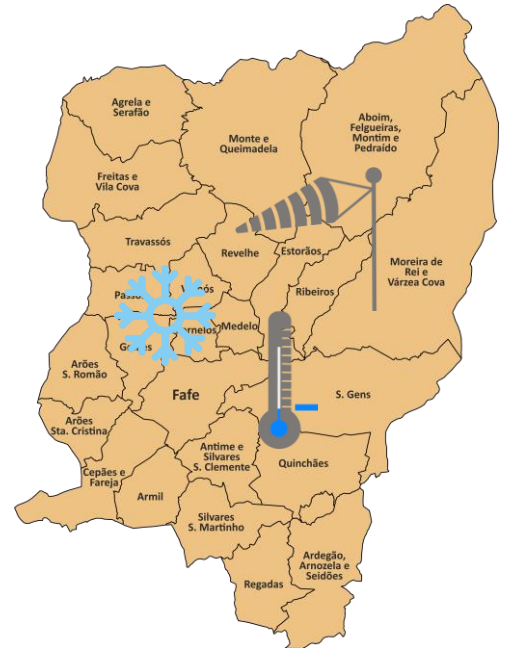 Agrela e
Serafão
Monte e
Queimadela
Aboim,
Felgueiras,
Montim e
Pedraído
Freitas e
Vila Cova
Travassós
Revelhe
Estorãos
Moreira de
Rei e
Várzea Cova
Ribeiros
Medelo
Arões
S. Romão
Fafe
S. Gens
Arões
Sta. Cristina
Antime e
Silvares
S. Clemente
Quinchães
Cepães e
Fareja
Armil
Silvares
S. Martinho
Ardegão,
Arnozela e
Seidões
Regadas